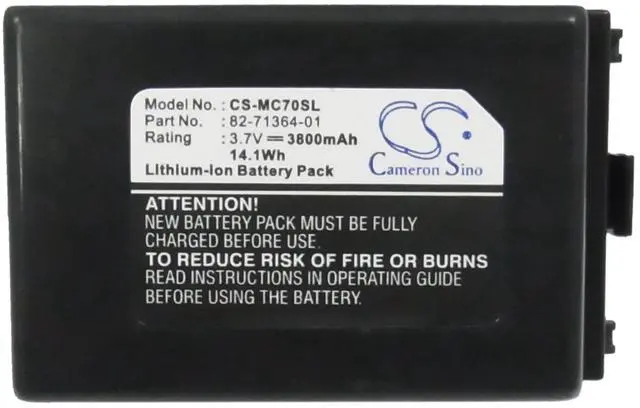 Model No. : CS-MC70SL
Part No. : 82-71364-01
Rating : 3.7V⎓3800mAh
14.1Wh
Lithium-Ion Battery Pack
CS
Cameron Sino
ATTENTION!
NEW BATTERY PACK MUST BE FULLY
CHARGED BEFORE USE.
TO REDUCE RISK OF FIRE OR BURNS
READ INSTRUCTIONS IN OPERATING GUIDE
BEFORE USING THE BATTERY.